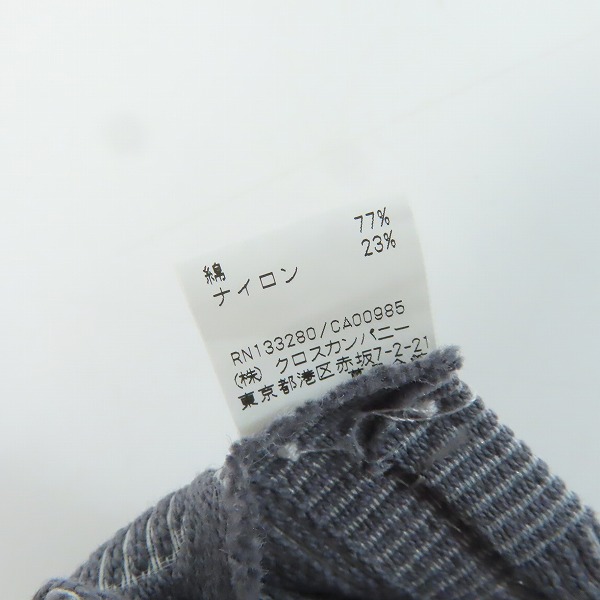 綿 77%
ナイロン 23%
RN133280/CA00985
(株) クロスカンパニー
東京都港区赤坂7-2-21